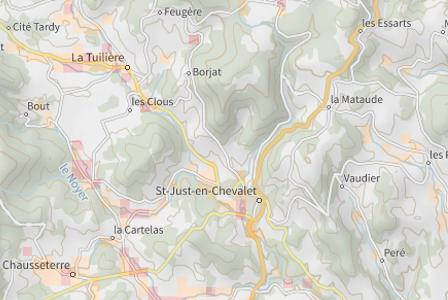 Feugère
les Essarts
Cité Tardy
La Tuilière
Borjat
la Mataude
les Clous
Bout
le Noyer
Vaudier
St-Just-en-Chevalet
la Cartelas
Peré
Chausseterre